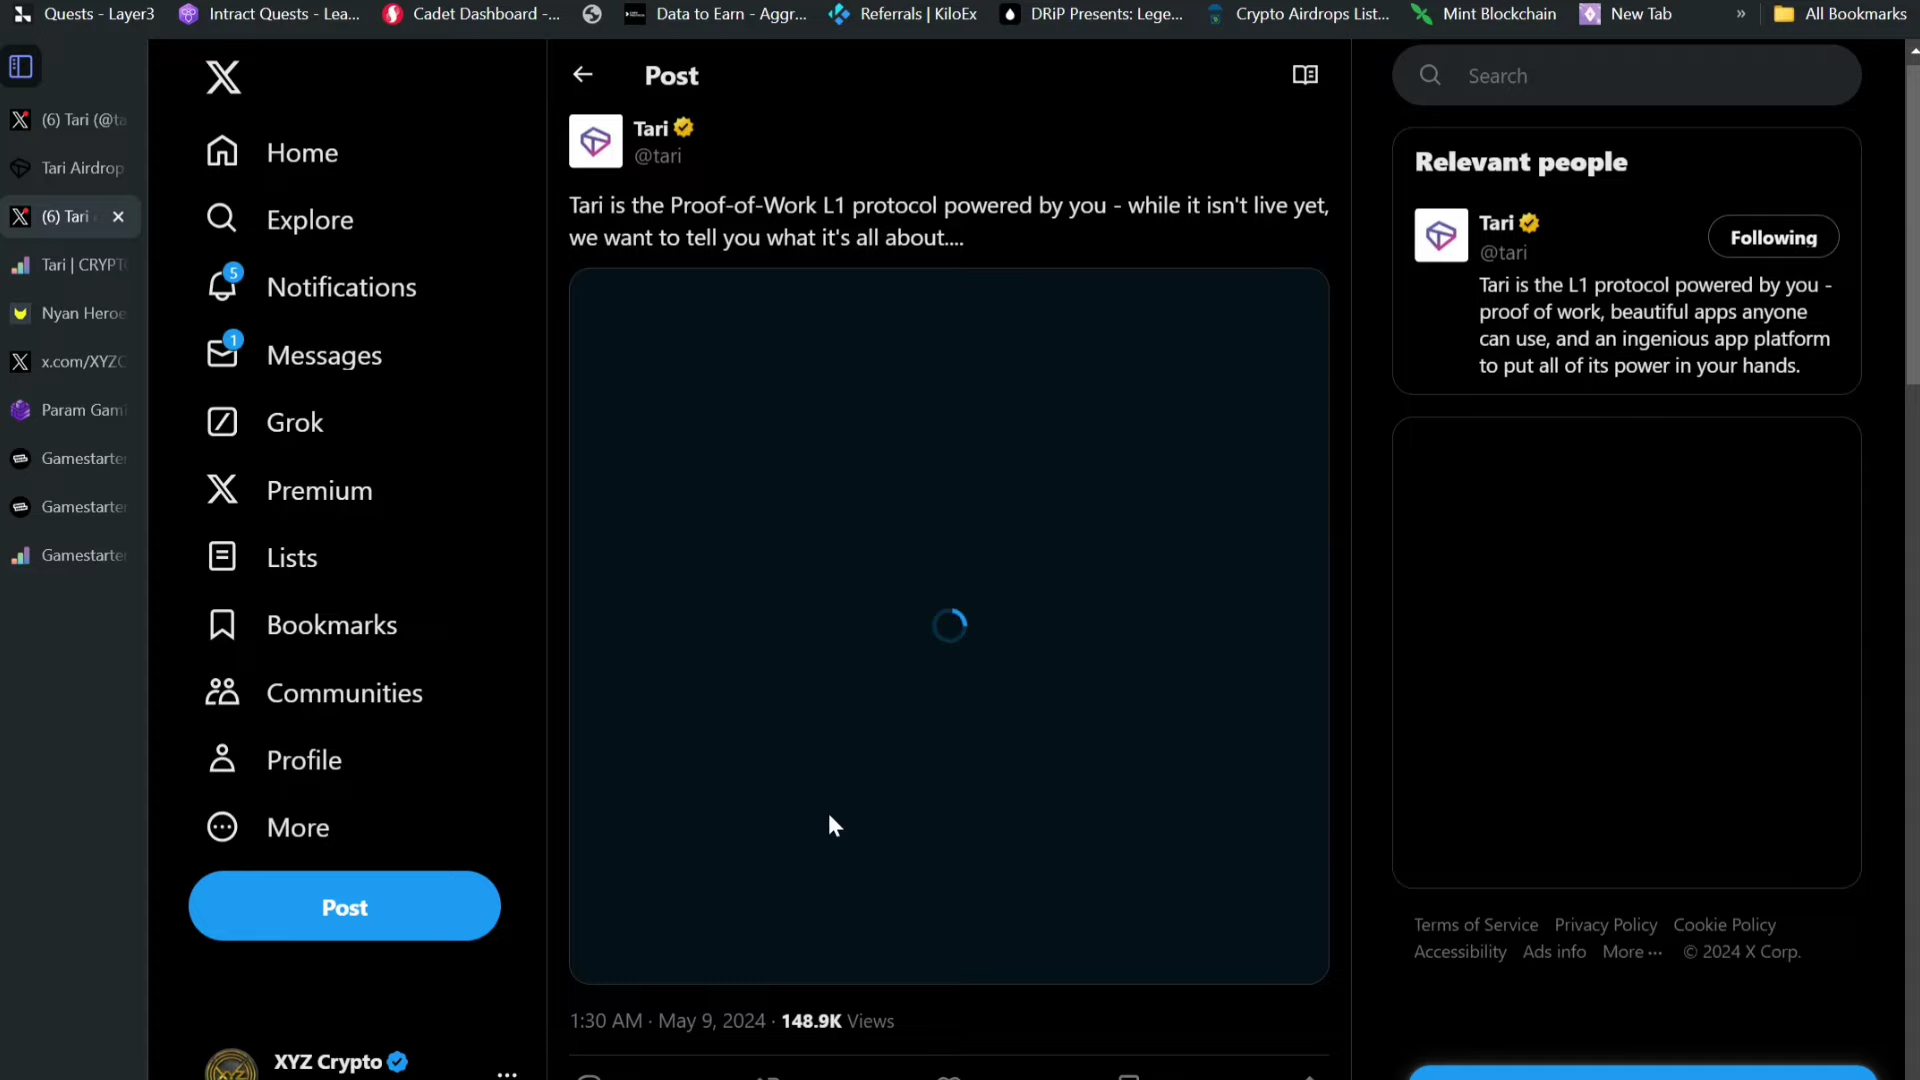 Quests - Layer3
Intract Quests - Lea...
Cadet Dashboard -...
Data to Earn - Aggr...
Referrals | KiloEx
DRiP Presents: Lege...
Crypto Airdrops List...
Mint Blockchain
New Tab
»
All Bookmarks
(6) Tari (@ta
Tari Airdrop
(6) Tari
Tari | CRYPT
Nyan Heroe
x.com/XYZC
Param Gami
Gamestarter
Gamestarter
Gamestarter
Home
Explore
5
Notifications
1
Messages
Grok
Premium
Lists
Bookmarks
Communities
Profile
More
Post
XYZ Crypto
...
Post
Tari
@tari
Tari is the Proof-of-Work L1 protocol powered by you - while it isn't live yet,
we want to tell you what it's all about....
1:30 AM · May 9, 2024 · 148.9K Views
Search
Relevant people
Tari
@tari
Following
Tari is the L1 protocol powered by you -
proof of work, beautiful apps anyone
can use, and an ingenious app platform
to put all of its power in your hands.
Terms of Service Privacy Policy Cookie Policy
Accessibility Ads info More ... © 2024 X Corp.